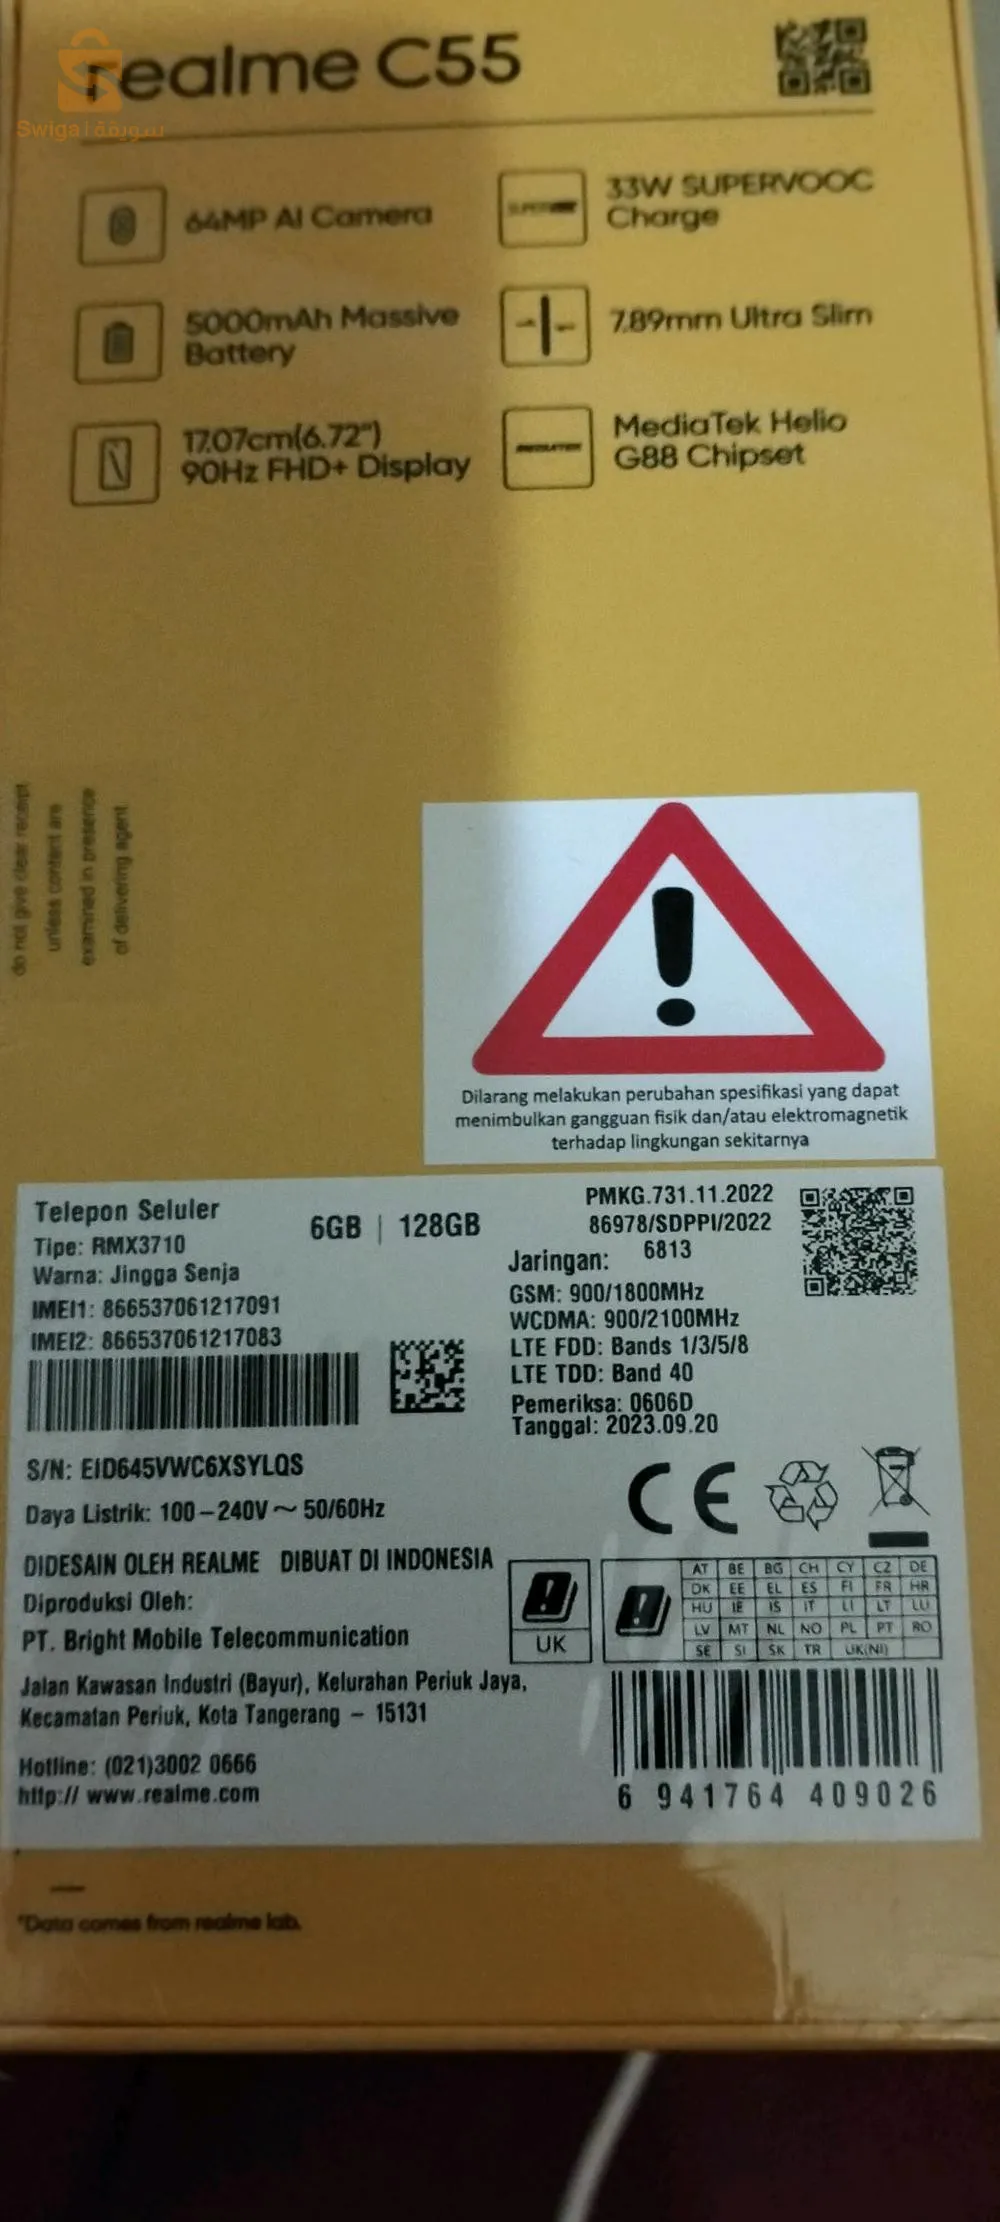 realme C55
Swiga | سويقة
64MP AI Camera
33W SUPERVOOC
Charge
5000mAh Massive
Battery
7.89mm Ultra Slim
17.07cm(6.72")
90Hz FHD+ Display
MediaTek Helio
G88 Chipset
do not give clear receipt
unless content are
examined in presence
of delivering agent
Dilarang melakukan perubahan spesifikasi yang dapat
menimbulkan gangguan fisik dan/atau elektromagnetik
terhadap lingkungan sekitarnya
Telepon Seluler
6GB | 128GB
Tipe: RMX3710
Warna: Jingga Senja
IMEI1: 866537061217091
IMEI2: 866537061217083
PMKG.731.11.2022
86978/SDPPI/2022
6813
Jaringan:
GSM: 900/1800MHz
WCDMA: 900/2100MHz
LTE FDD: Bands 1/3/5/8
LTE TDD: Band 40
Pemeriksa: 0606D
Tanggal: 2023.09.20
S/N: EID645VWC6XSYLQS
Daya Listrik: 100–240V ~ 50/60Hz
CE
DIDESAIN OLEH REALME DIBUAT DI INDONESIA
Diproduksi Oleh:
PT. Bright Mobile Telecommunication
Jalan Kawasan Industri (Bayur), Kelurahan Periuk Jaya,
Kecamatan Periuk, Kota Tangerang – 15131
Hotline: (021)3002 0666
http:// www.realme.com
UK
AT BE BG CH CY CZ DE
DK EE EL ES FI FR HR
HU IE IS IT LI LT LU
LV MT NL NO PL PT RO
SE SI SK TR UK(NI)
6 941764 409026
*Data comes from realme lab.